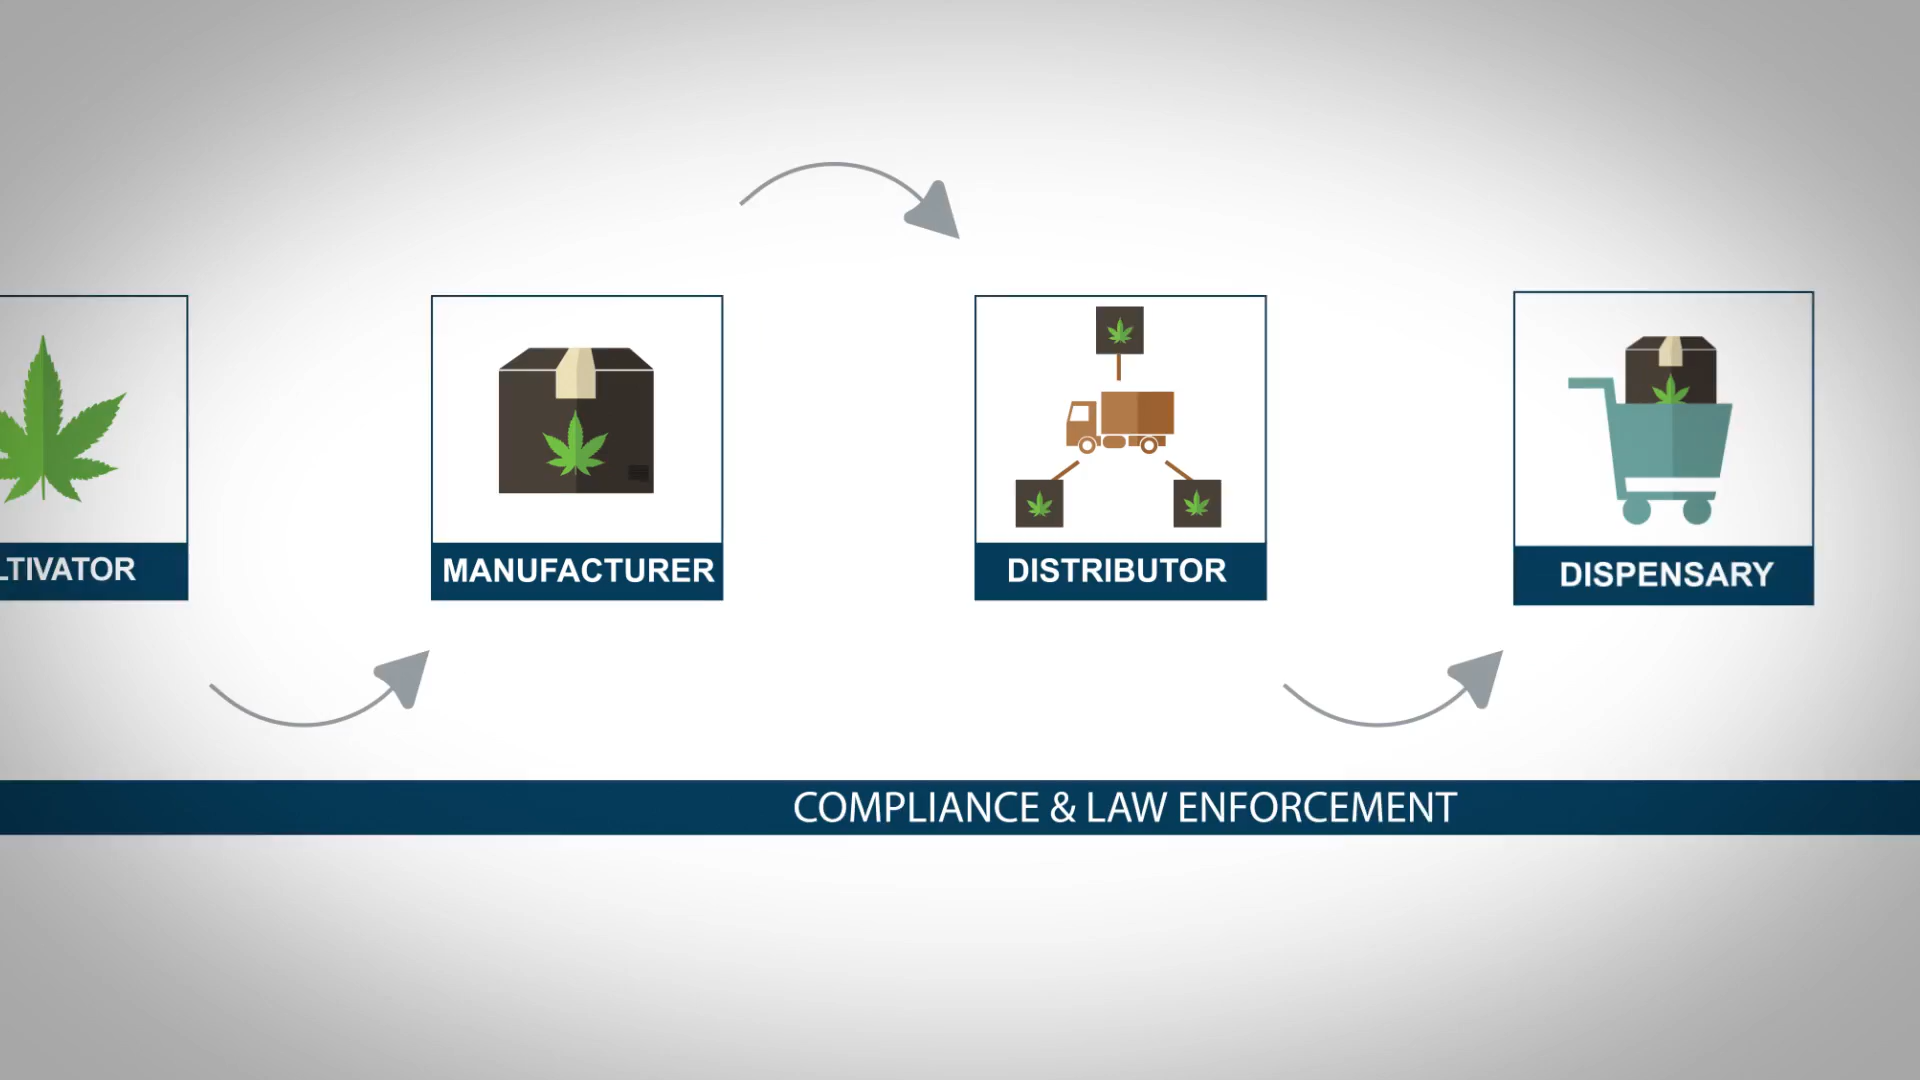 LTIVATOR
MANUFACTURER
DISTRIBUTOR
DISPENSARY
COMPLIANCE & LAW ENFORCEMENT